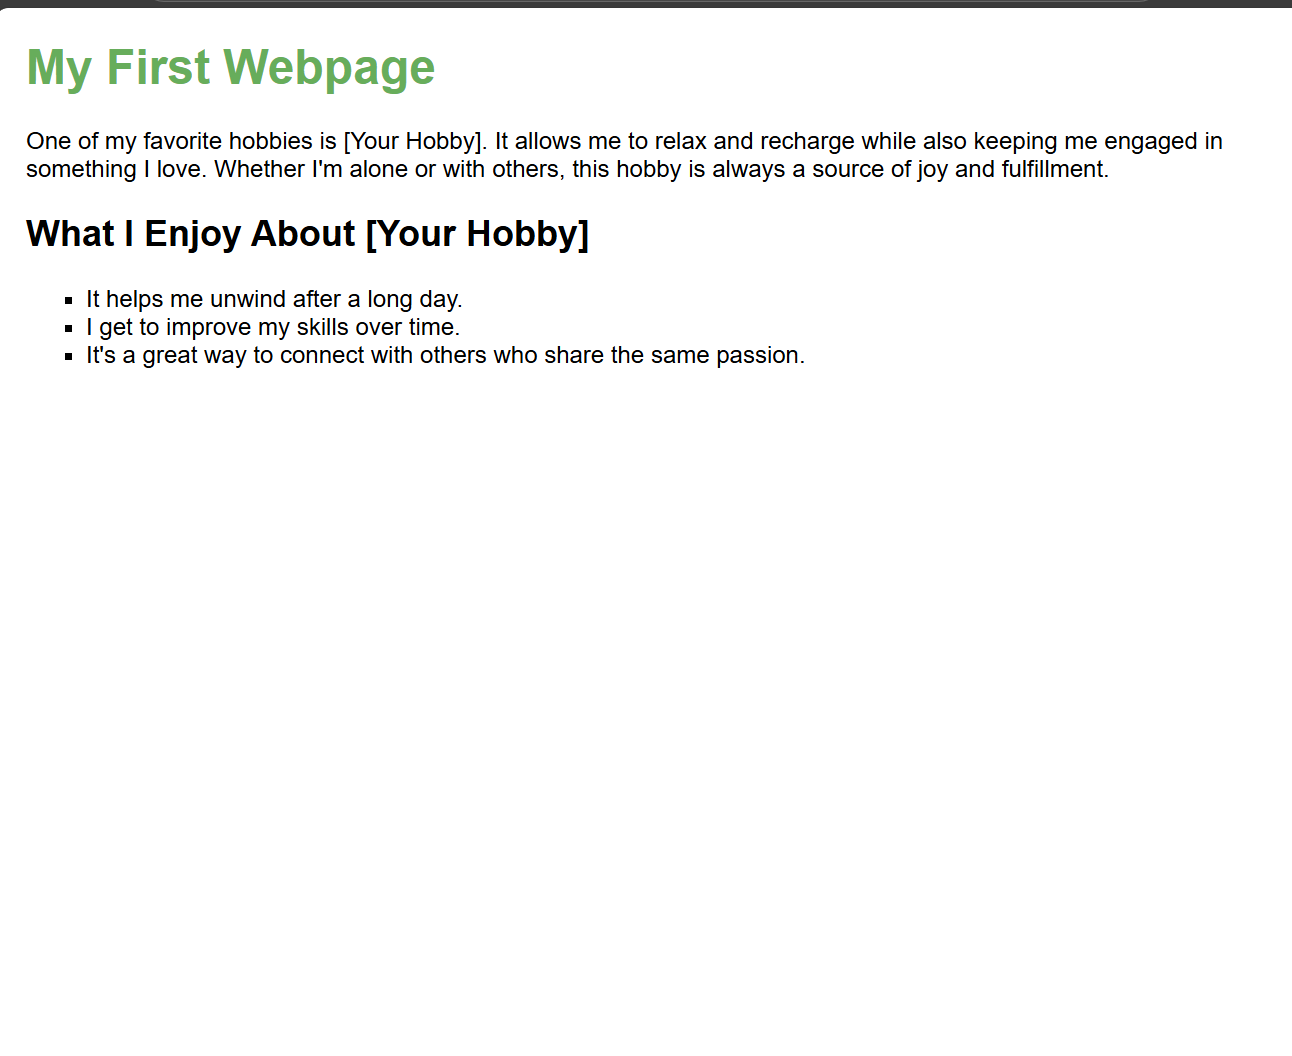 My First Webpage
One of my favorite hobbies is [Your Hobby]. It allows me to relax and recharge while also keeping me engaged in
something I love. Whether I'm alone or with others, this hobby is always a source of joy and fulfillment.
What I Enjoy About [Your Hobby]
It helps me unwind after a long day.
I get to improve my skills over time.
It's a great way to connect with others who share the same passion.